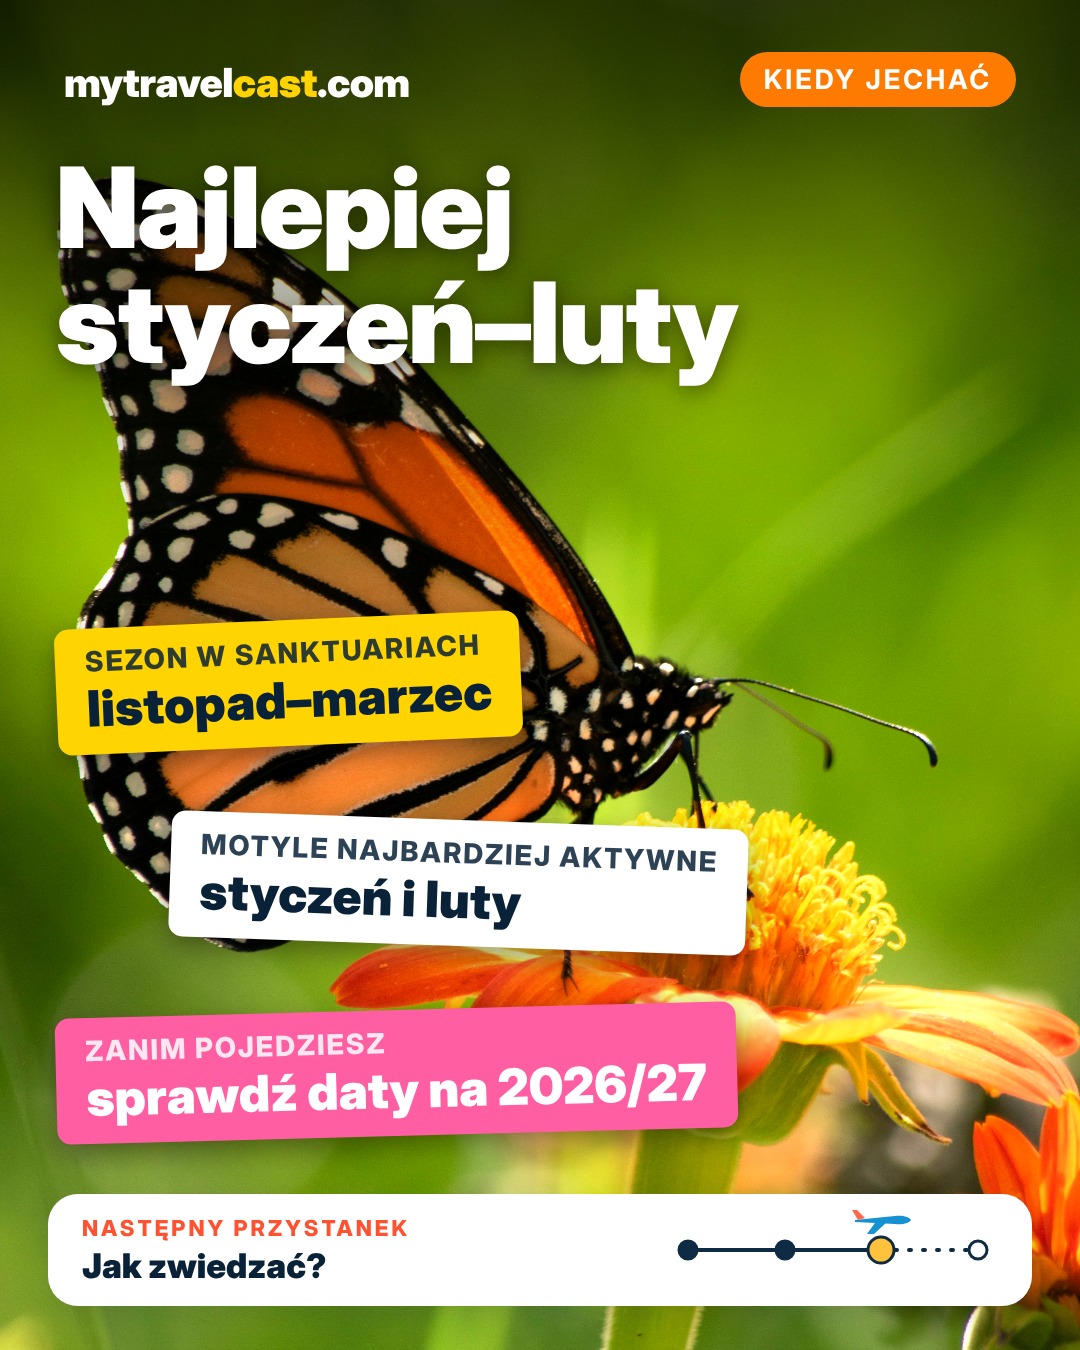 mytravelcast.com
KIEDY JECHAĆ
Najlepiej
styczeń–luty
SEZON W SANKTUARIACH
listopad–marzec
MOTYLE NAJBARDZIEJ AKTYWNE
styczeń i luty
ZANIM POJEDZIESZ
sprawdź daty na 2026/27
NASTĘPNY PRZYSTANEK
Jak zwiedzać?